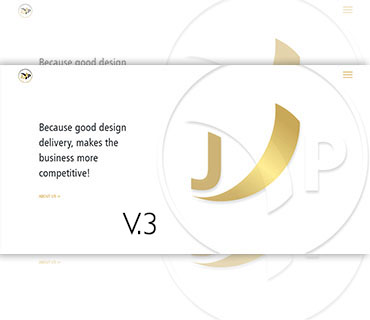 Because good design
Because good design
delivery, makes the
business more
competitive!
ABOUT US
J P
V.3
ABOUT US